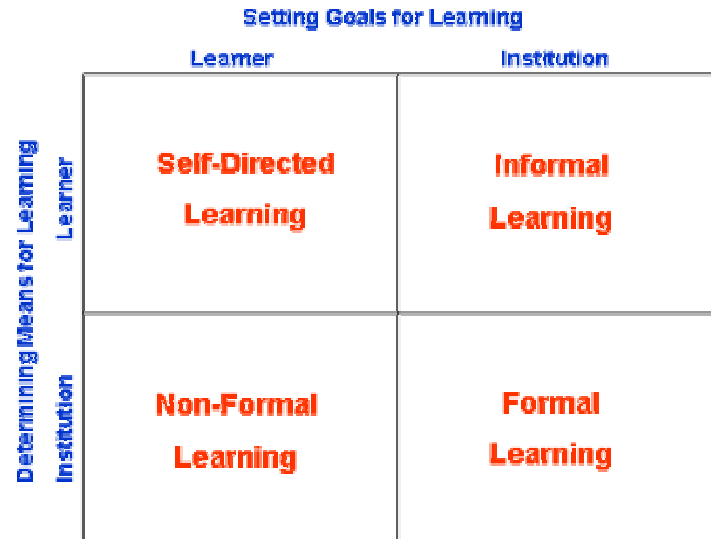 Setting Goals for Learning
Learner
Institution
Determining Means for Learning
Learner
Self-Directed
Learning
Informal
Learning
Institution
Non-Formal
Learning
Formal
Learning